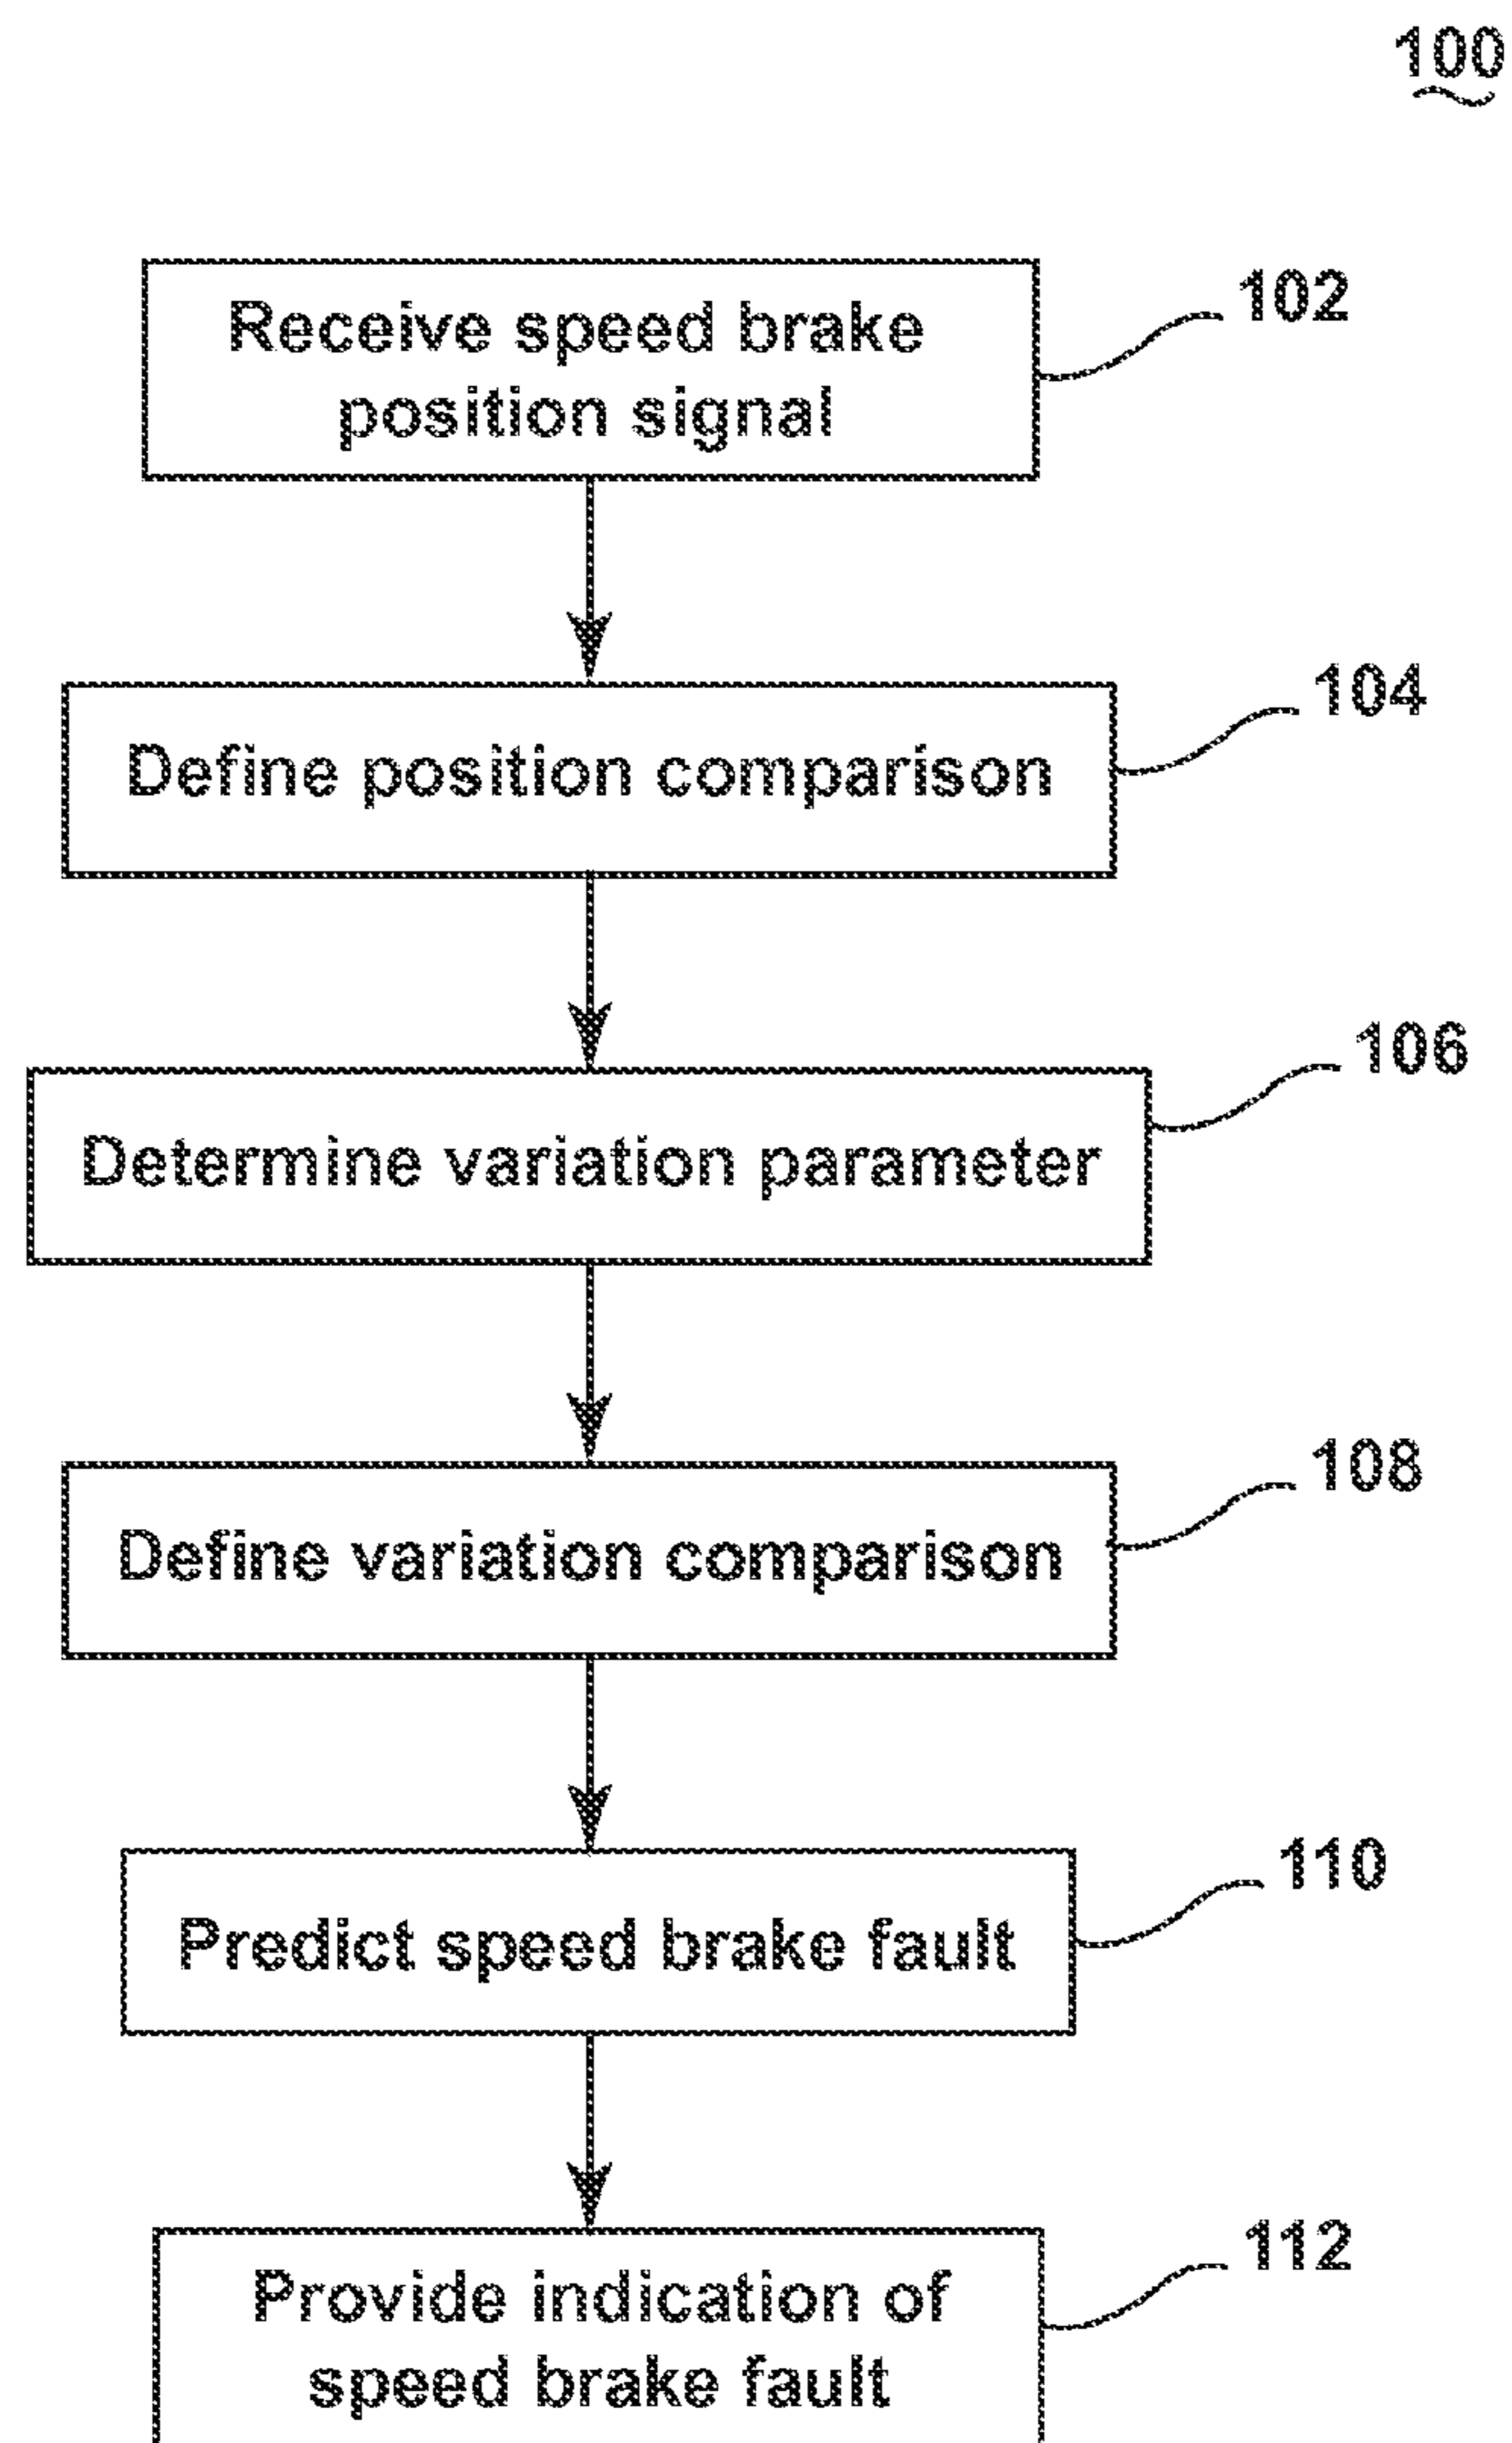 100
Receive speed brake
position signal
102
Define position comparison
104
Determine variation parameter
106
Define variation comparison
108
Predict speed brake fault
110
Provide indication of
speed brake fault
112